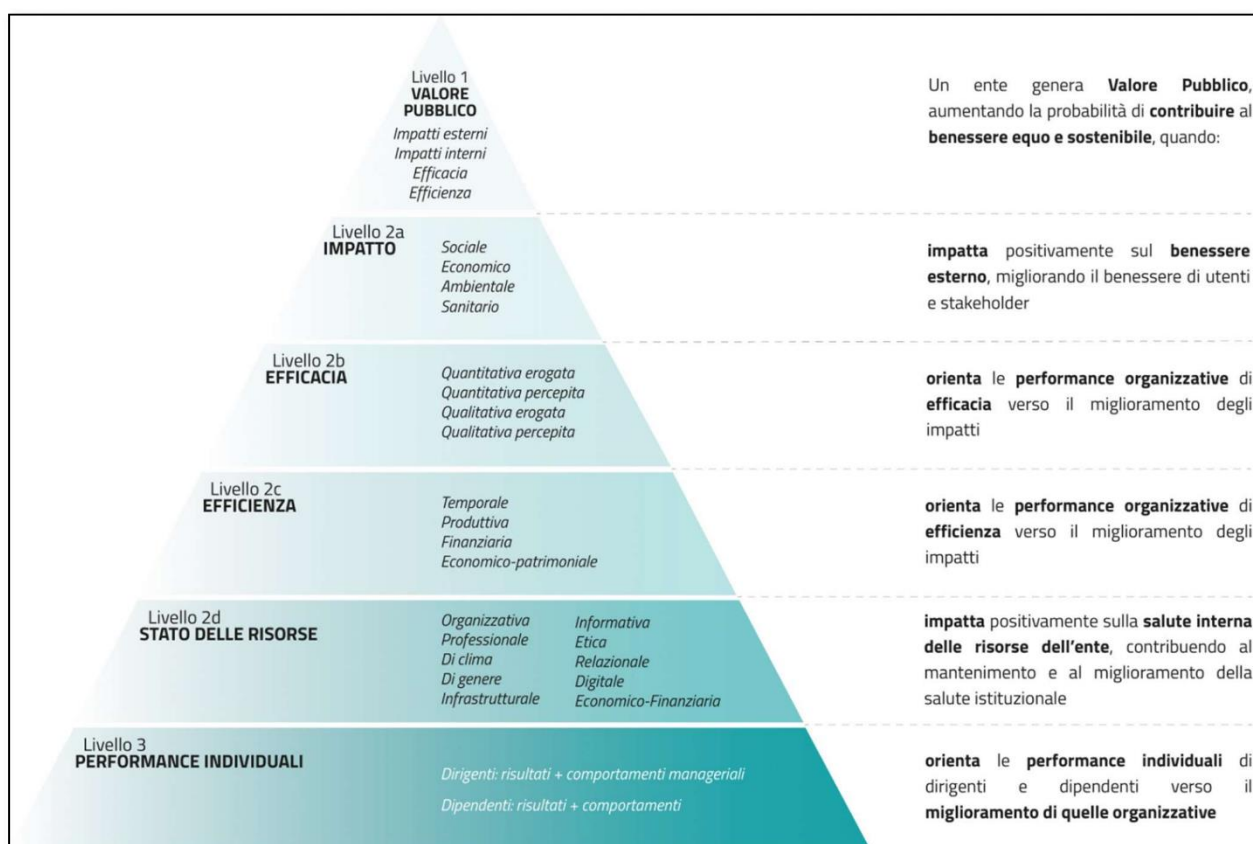 Livello 1
VALORE
PUBBLICO
Impatti esterni
Impatti interni
Efficacia
Efficienza
Un ente genera Valore Pubblico,
aumentando la probabilità di contribuire al
benessere equo e sostenibile, quando:
Livello 2a
IMPATTO
Sociale
Economico
Ambientale
Sanitario
impatta positivamente sul benessere
esterno, migliorando il benessere di utenti
e stakeholder
Livello 2b
EFFICACIA
Quantitativa erogata
Quantitativa percepita
Qualitativa erogata
Qualitativa percepita
orienta le performance organizzative di
efficacia verso il miglioramento degli
impatti
Livello 2c
EFFICIENZA
Temporale
Produttiva
Finanziaria
Economico-patrimoniale
orienta le performance organizzative di
efficienza verso il miglioramento degli
impatti
Livello 2d
STATO DELLE RISORSE
Organizzativa
Professionale
Di clima
Di genere
Infrastrutturale
Informativa
Etica
Relazionale
Digitale
Economico-Finanziaria
impatta positivamente sulla salute interna
delle risorse dell'ente, contribuendo al
mantenimento e al miglioramento della
salute istituzionale
Livello 3
PERFORMANCE INDIVIDUALI
Dirigenti: risultati + comportamenti manageriali
Dipendenti: risultati + comportamenti
orienta le performance individuali di
dirigenti e dipendenti verso il
miglioramento di quelle organizzative